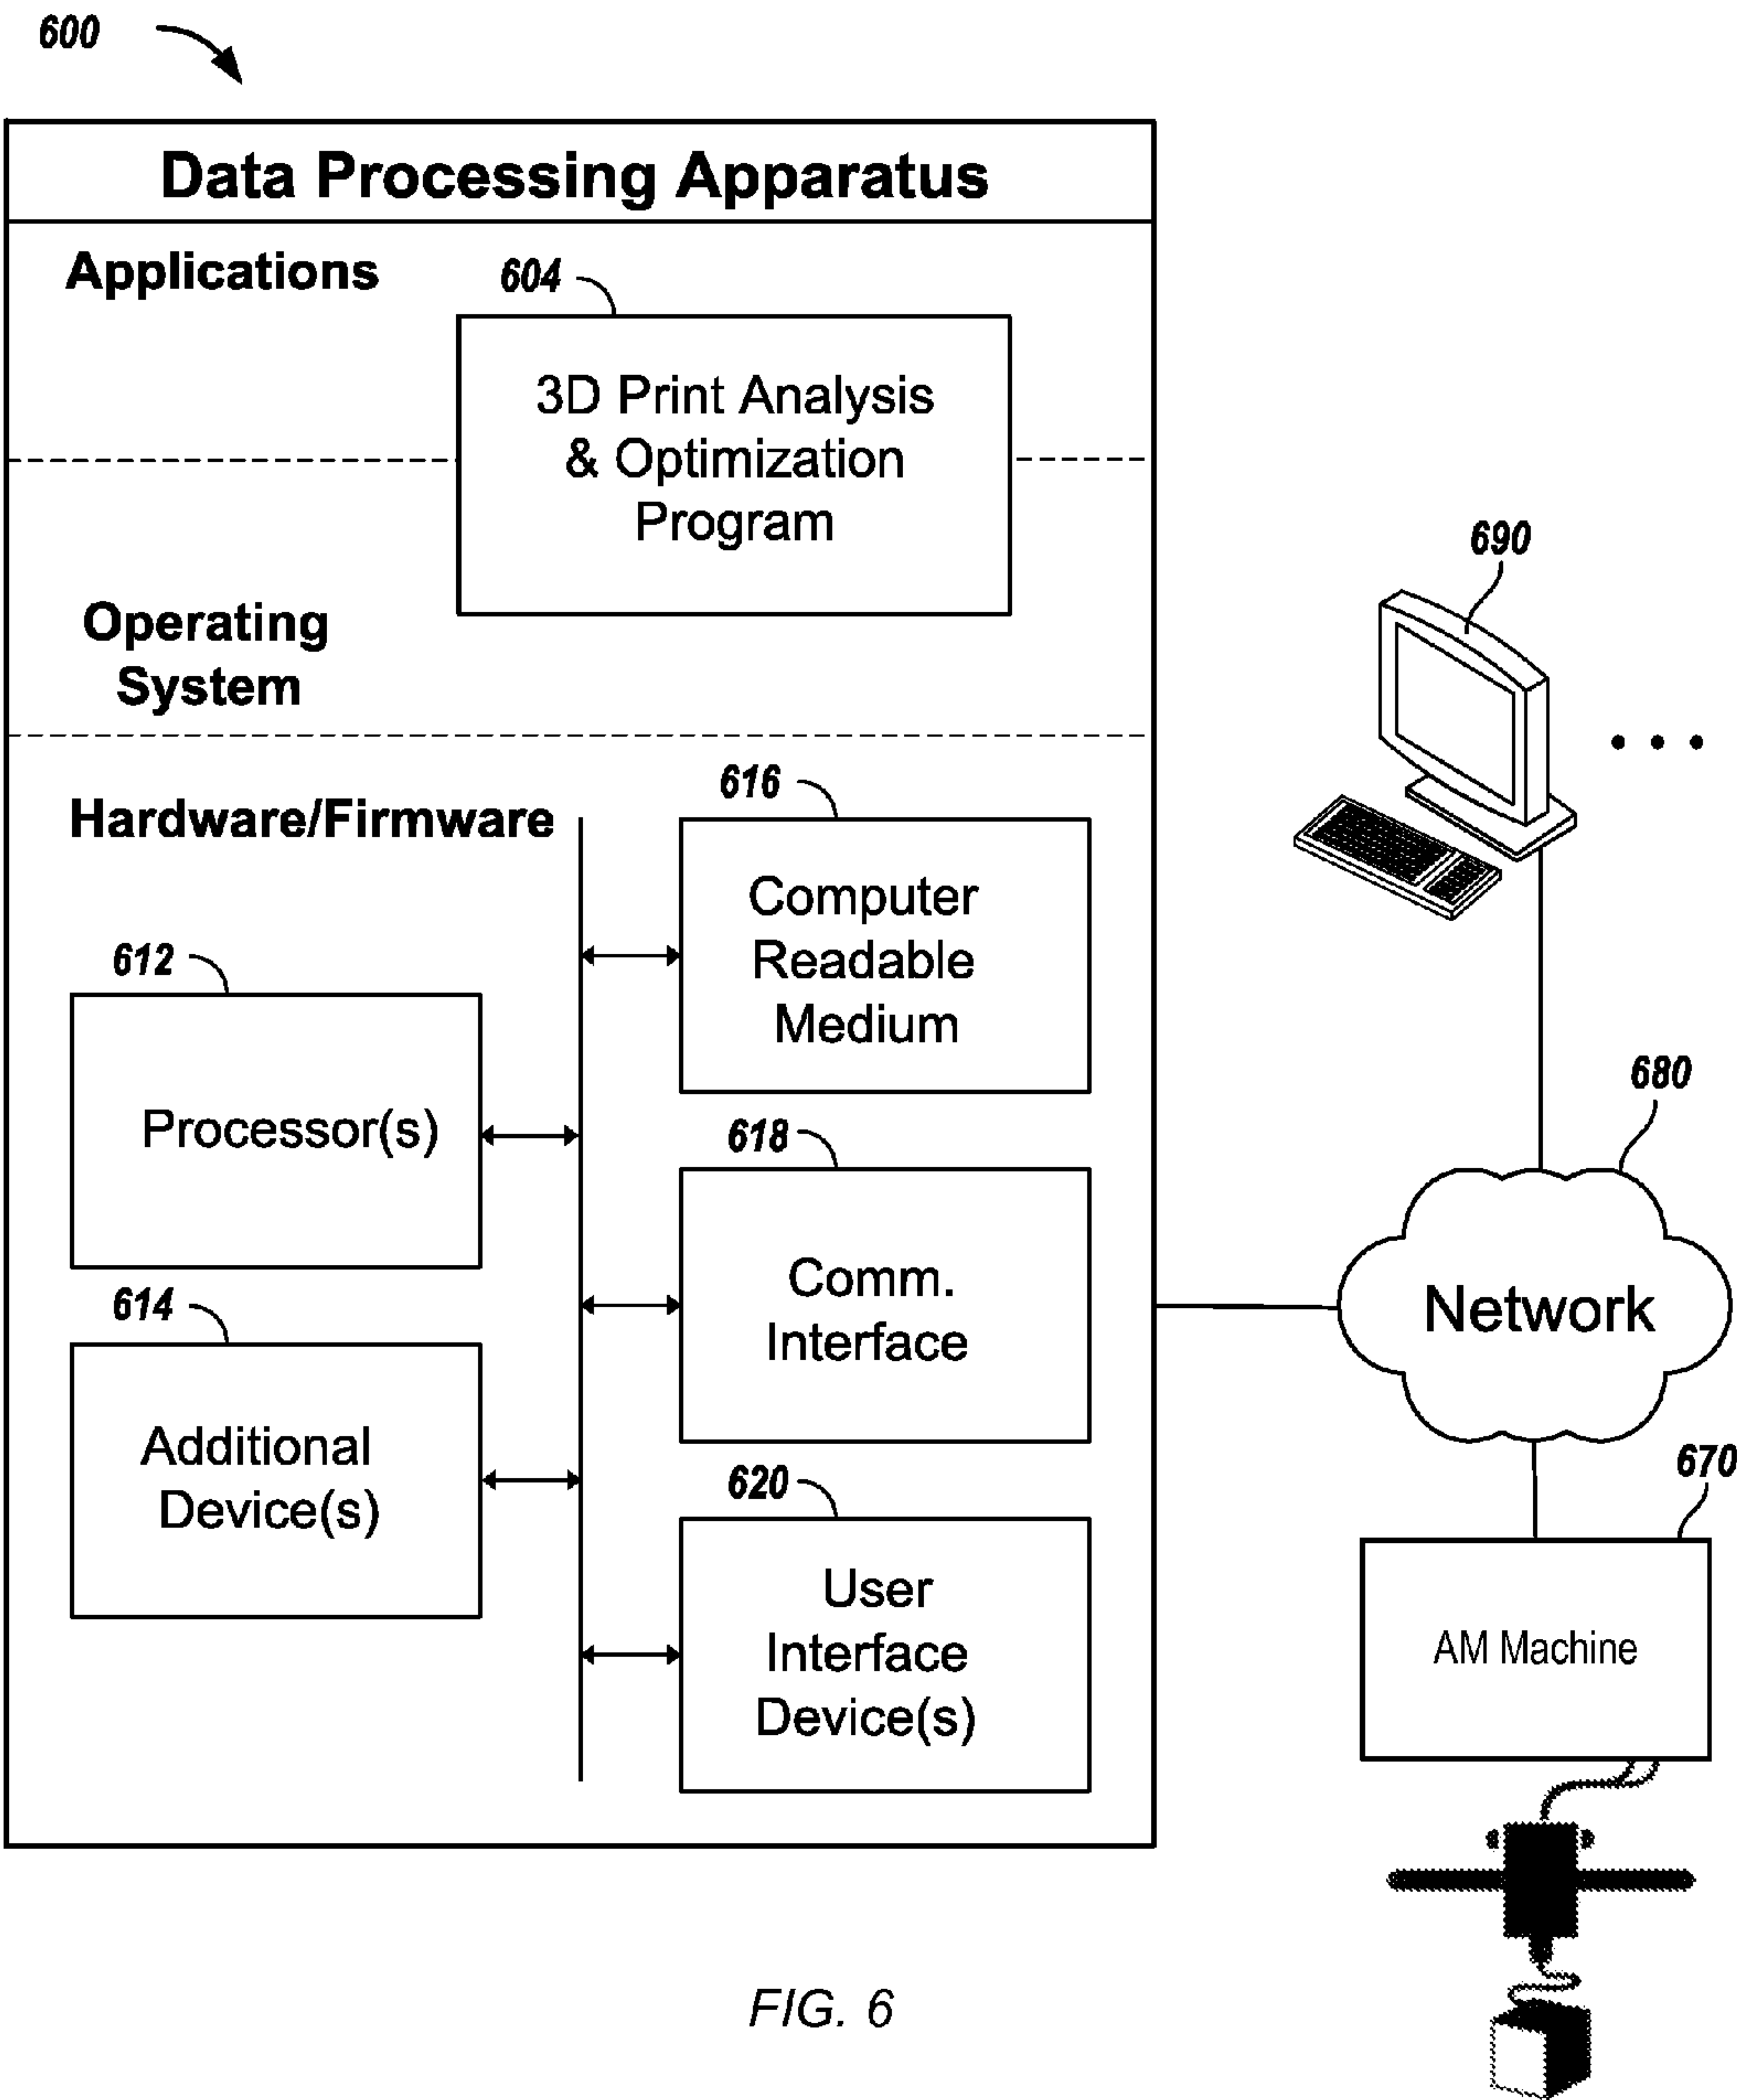 600
Data Processing Apparatus
Applications
604
3D Print Analysis
& Optimization
Program
Operating
System
690
Hardware/Firmware
616
Computer
Readable
Medium
612
Processor(s)
618
Comm.
Interface
680
Network
614
Additional
Device(s)
620
User
Interface
Device(s)
670
AM Machine
FIG. 6